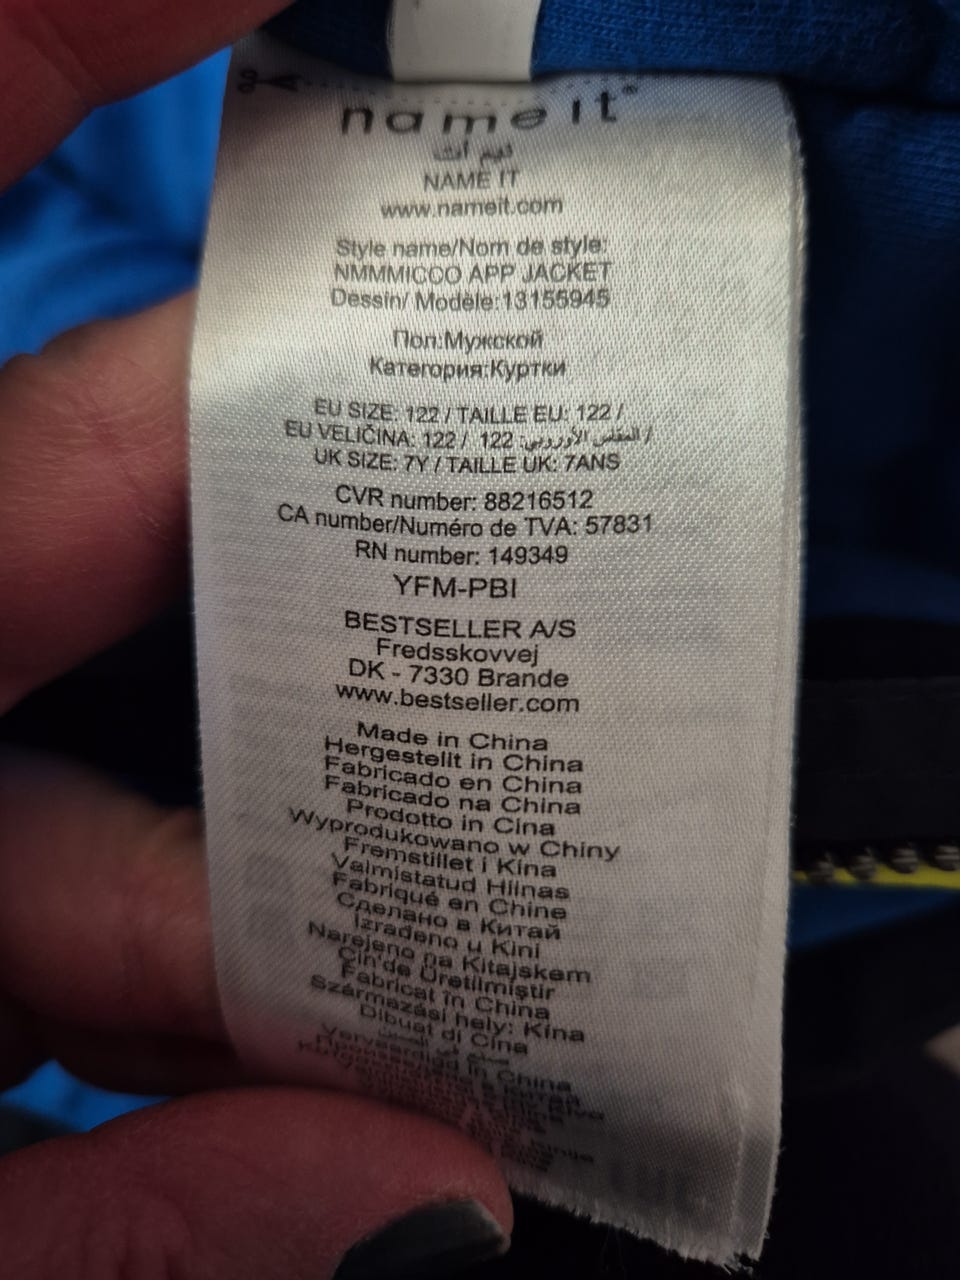 name it®
نيم ات
NAME IT
www.nameit.com
Style name/Nom de style:
NMMMICCO APP JACKET
Dessin/ Modèle:13155945
Пол:Мужской
Категория:Куртки
EU SIZE: 122 / TAILLE EU: 122 /
EU VELIČINA: 122 / المقاس الأوروبي: 122 /
UK SIZE: 7Y / TAILLE UK: 7ANS
CVR number: 88216512
CA number/Numéro de TVA: 57831
RN number: 149349
YFM-PBI
BESTSELLER A/S
Fredsskovvej
DK - 7330 Brande
www.bestseller.com
Made in China
Hergestellt in China
Fabricado en China
Fabricado na China
Prodotto in Cina
Wyprodukowano w Chiny
Fremstillet i Kina
Valmistatud Hiinas
Fabriqué en Chine
Сделано в Китай
Izrađeno u Kini
Narejeno na Kitajskem
Çin'de Üretilmiştir
Fabricat în China
Származási hely: Kína
Dibuat di Cina
صنع في الصين
Vervaardigd in China